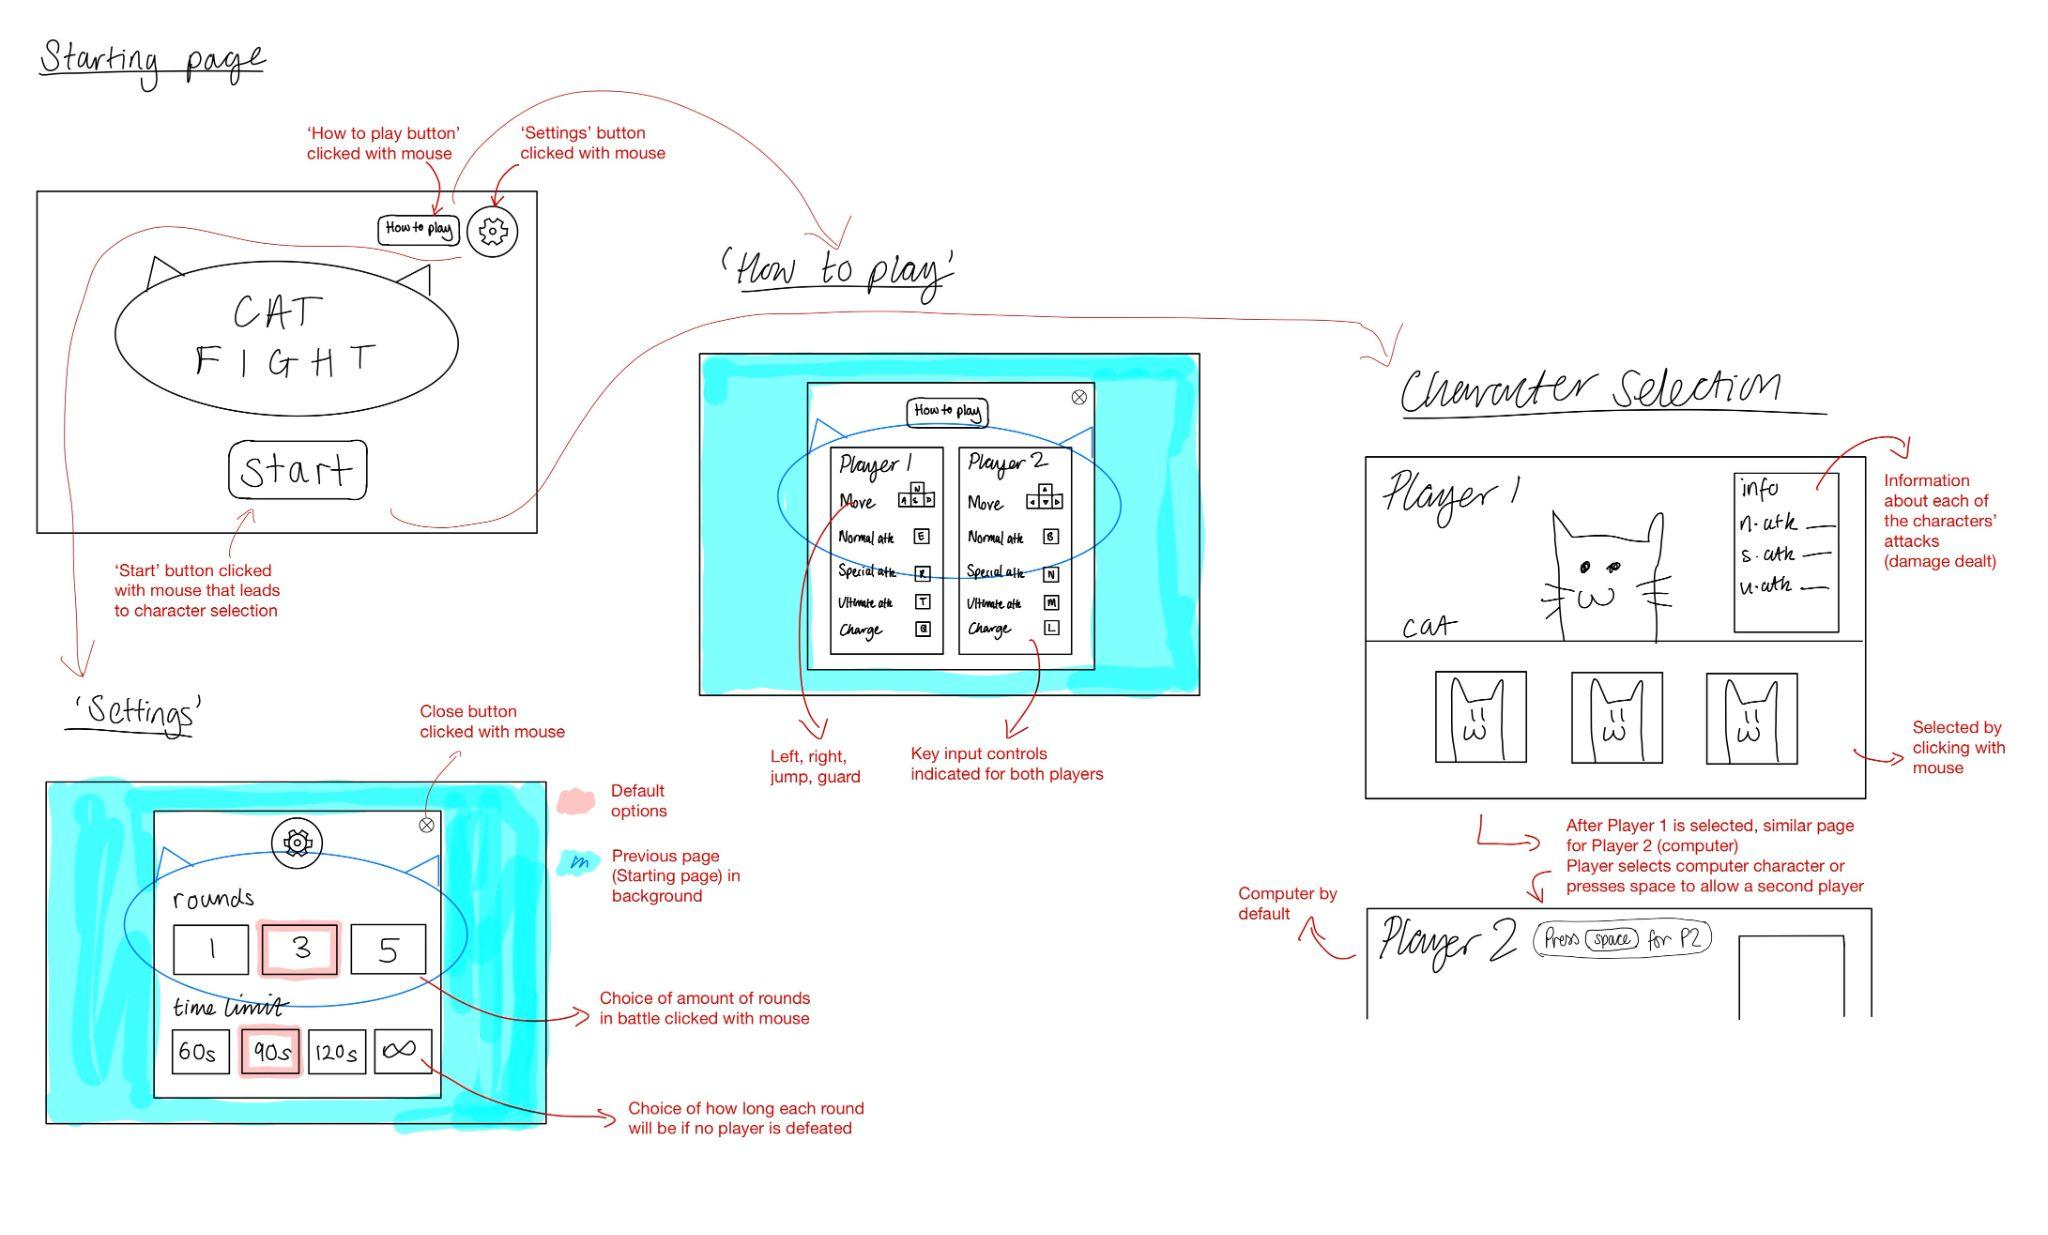 Starting page
'How to play button'
clicked with mouse
'Settings' button
clicked with mouse
How to play
CAT
FIGHT
Start
'Start' button clicked
with mouse that leads
to character selection
'How to play'
How to play
Player 1
Move
A S D
Normal atk E
Special atk R
Ultimate atk T
Charge Q
Player 2
Move
Normal atk B
Special atk N
Ultimate atk M
Charge L
Left, right,
jump, guard
Key input controls
indicated for both players
Character Selection
Player 1
cat
info
n.atk
s.atk
u.atk
Information
about each of
the characters'
attacks
(damage dealt)
Selected by
clicking with
mouse
After Player 1 is selected, similar page
for Player 2 (computer)
Player selects computer character or
presses space to allow a second player
Computer by
default
Player 2
Press space for P2
'Settings'
Close button
clicked with mouse
Default
options
Previous page
(Starting page) in
background
rounds
1 3 5
time limit
60s 90s 120s ∞
Choice of amount of rounds
in battle clicked with mouse
Choice of how long each round
will be if no player is defeated